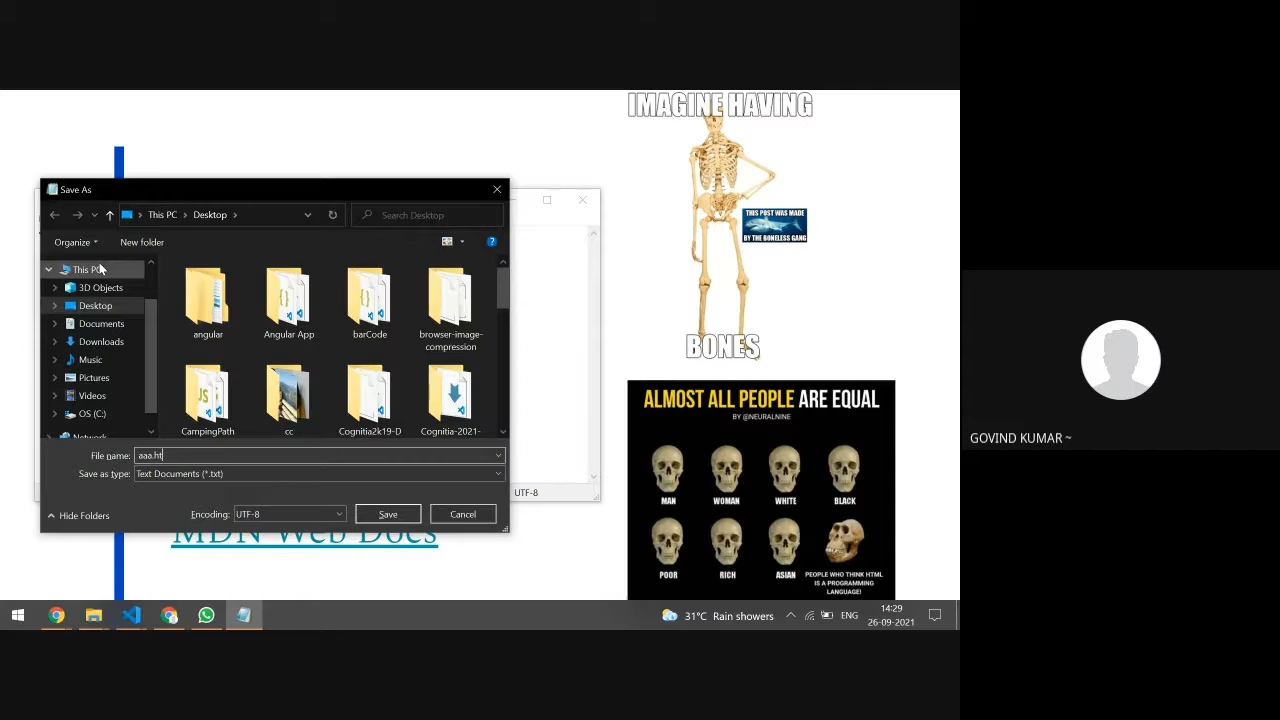 IMAGINE HAVING
THIS POST WAS MADE
BY THE BONELESS GANG
BONES
Save As
This PC
Desktop
Search Desktop
Organize
New folder
This PC
3D Objects
Desktop
Documents
Downloads
Music
Pictures
Videos
OS (C:)
Network
angular
Angular App
barCode
browser-image-
compression
CampingPath
cc
Cognitia2k19-D
Cognitia-2021-
File name:
aaa.ht
Save as type:
Text Documents (*.txt)
Hide Folders
Encoding:
UTF-8
Save
Cancel
UTF-8
MDN Web Docs
ALMOST ALL PEOPLE ARE EQUAL
BY @NEURALNINE
MAN
WOMAN
WHITE
BLACK
POOR
RICH
ASIAN
PEOPLE WHO THINK HTML
IS A PROGRAMMING
LANGUAGE!
31°C Rain showers
ENG
14:29
26-09-2021
GOVIND KUMAR ~